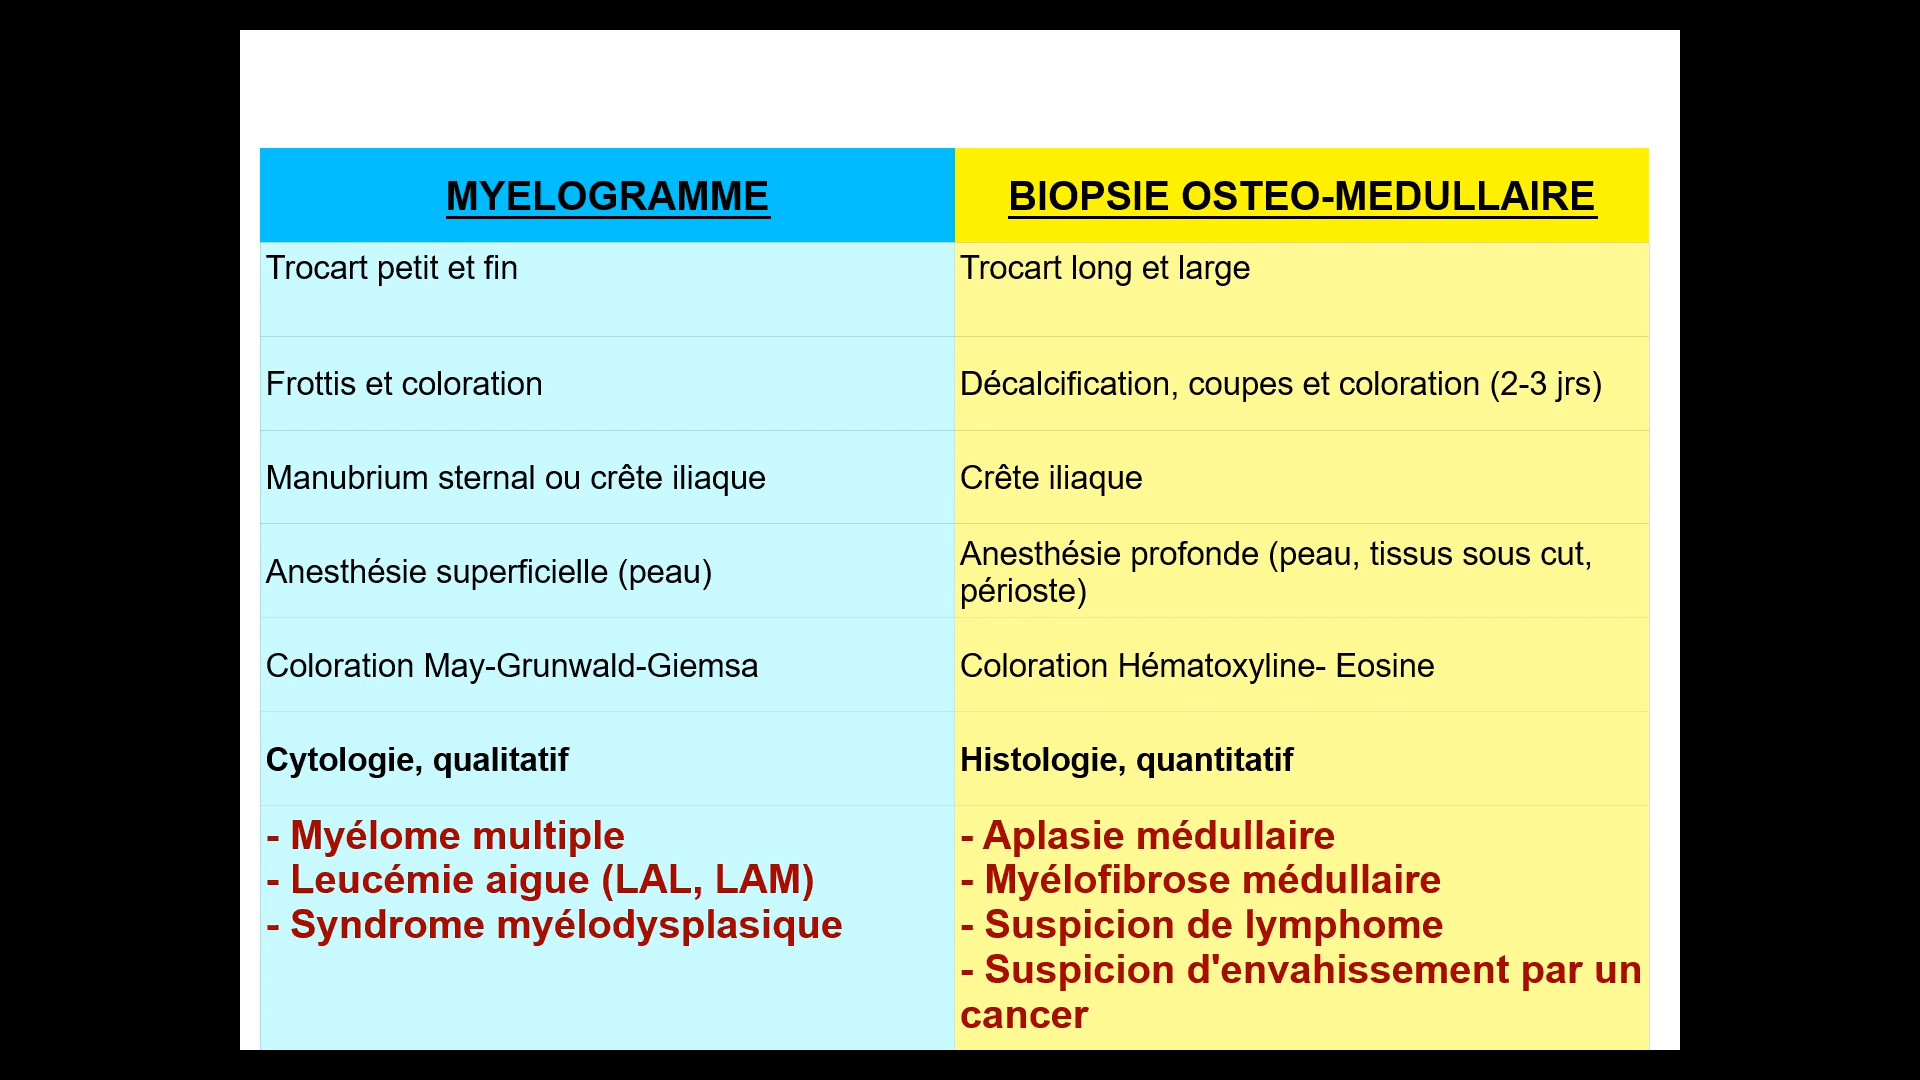 MYELOGRAMME
BIOPSIE OSTEO-MEDULLAIRE
Trocart petit et fin
Trocart long et large
Frottis et coloration
Décalcification, coupes et coloration (2-3 jrs)
Manubrium sternal ou crête iliaque
Crête iliaque
Anesthésie superficielle (peau)
Anesthésie profonde (peau, tissus sous cut,
périoste)
Coloration May-Grunwald-Giemsa
Coloration Hématoxyline- Eosine
Cytologie, qualitatif
Histologie, quantitatif
- Myélome multiple
- Leucémie aigue (LAL, LAM)
- Syndrome myélodysplasique
- Aplasie médullaire
- Myélofibrose médullaire
- Suspicion de lymphome
- Suspicion d'envahissement par un
cancer